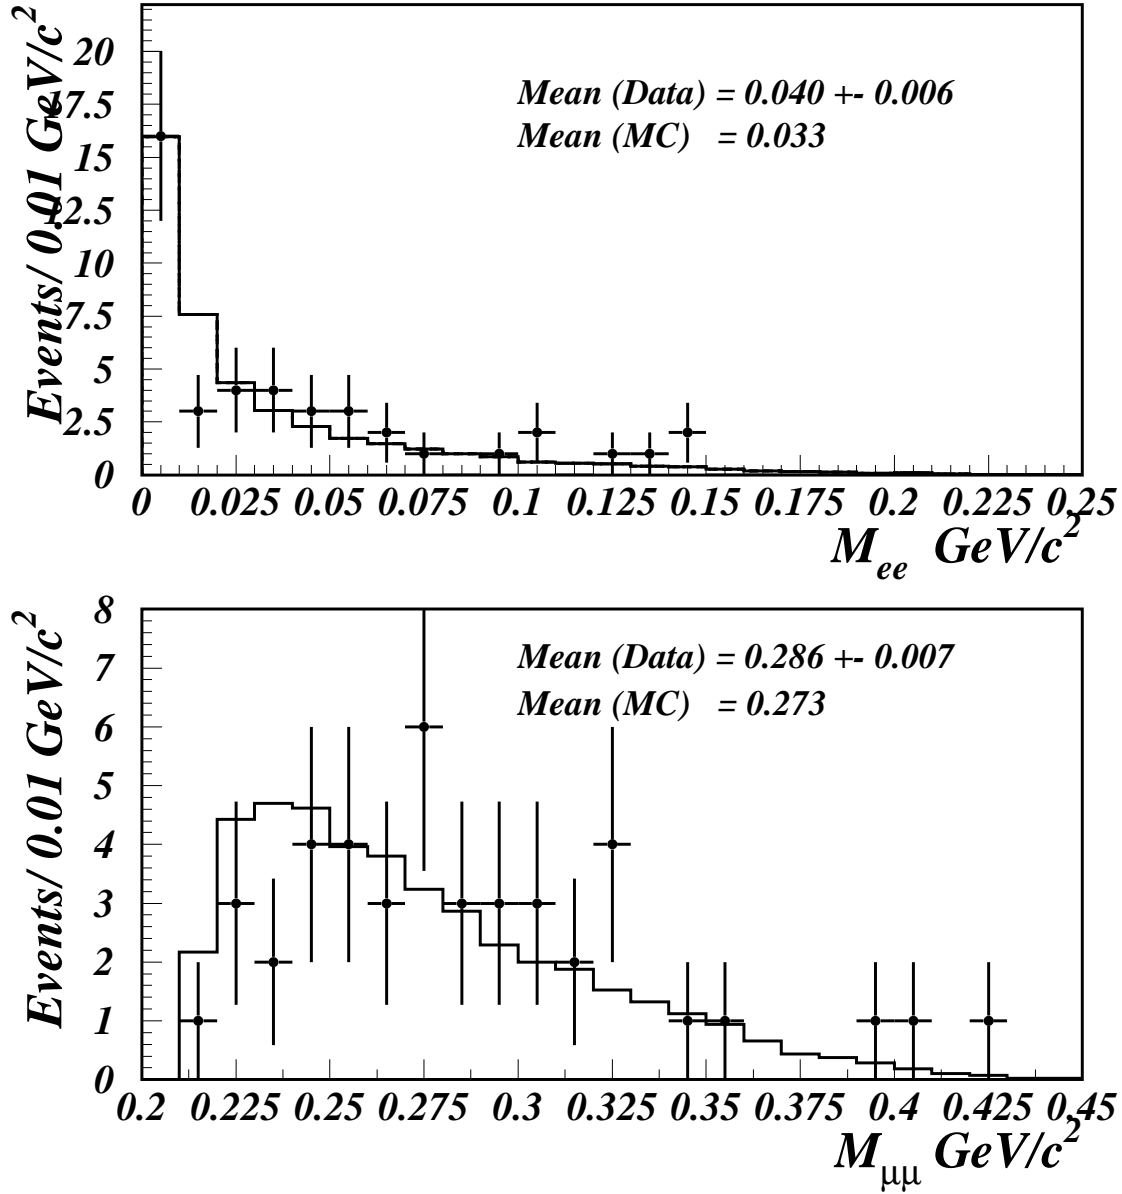 Events/ 0.01 GeV/c²
20
17.5
15
12.5
10
7.5
5
2.5
0
Mean (Data) = 0.040 +- 0.006
Mean (MC) = 0.033
0 0.025 0.05 0.075 0.1 0.125 0.15 0.175 0.2 0.225 0.25
M_ee GeV/c²
Events/ 0.01 GeV/c²
8
7
6
5
4
3
2
1
0
Mean (Data) = 0.286 +- 0.007
Mean (MC) = 0.273
0.2 0.225 0.25 0.275 0.3 0.325 0.35 0.375 0.4 0.425 0.45
M_μμ GeV/c²